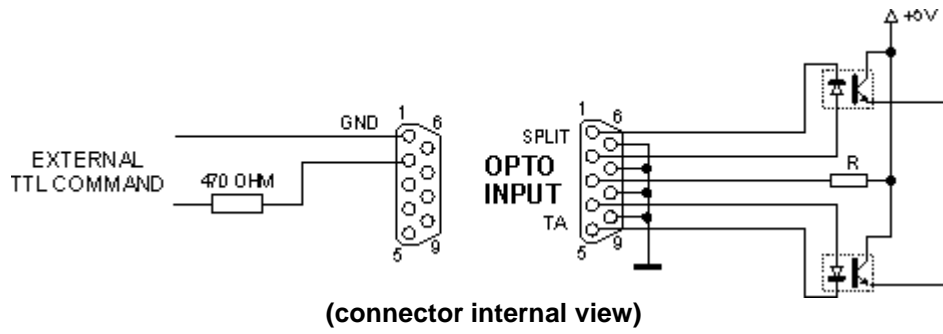 +5V
1
6
GND
EXTERNAL
TTL COMMAND
470 OHM
5
9
1
6
SPLIT
OPTO
INPUT
TA
5
9
R
(connector internal view)